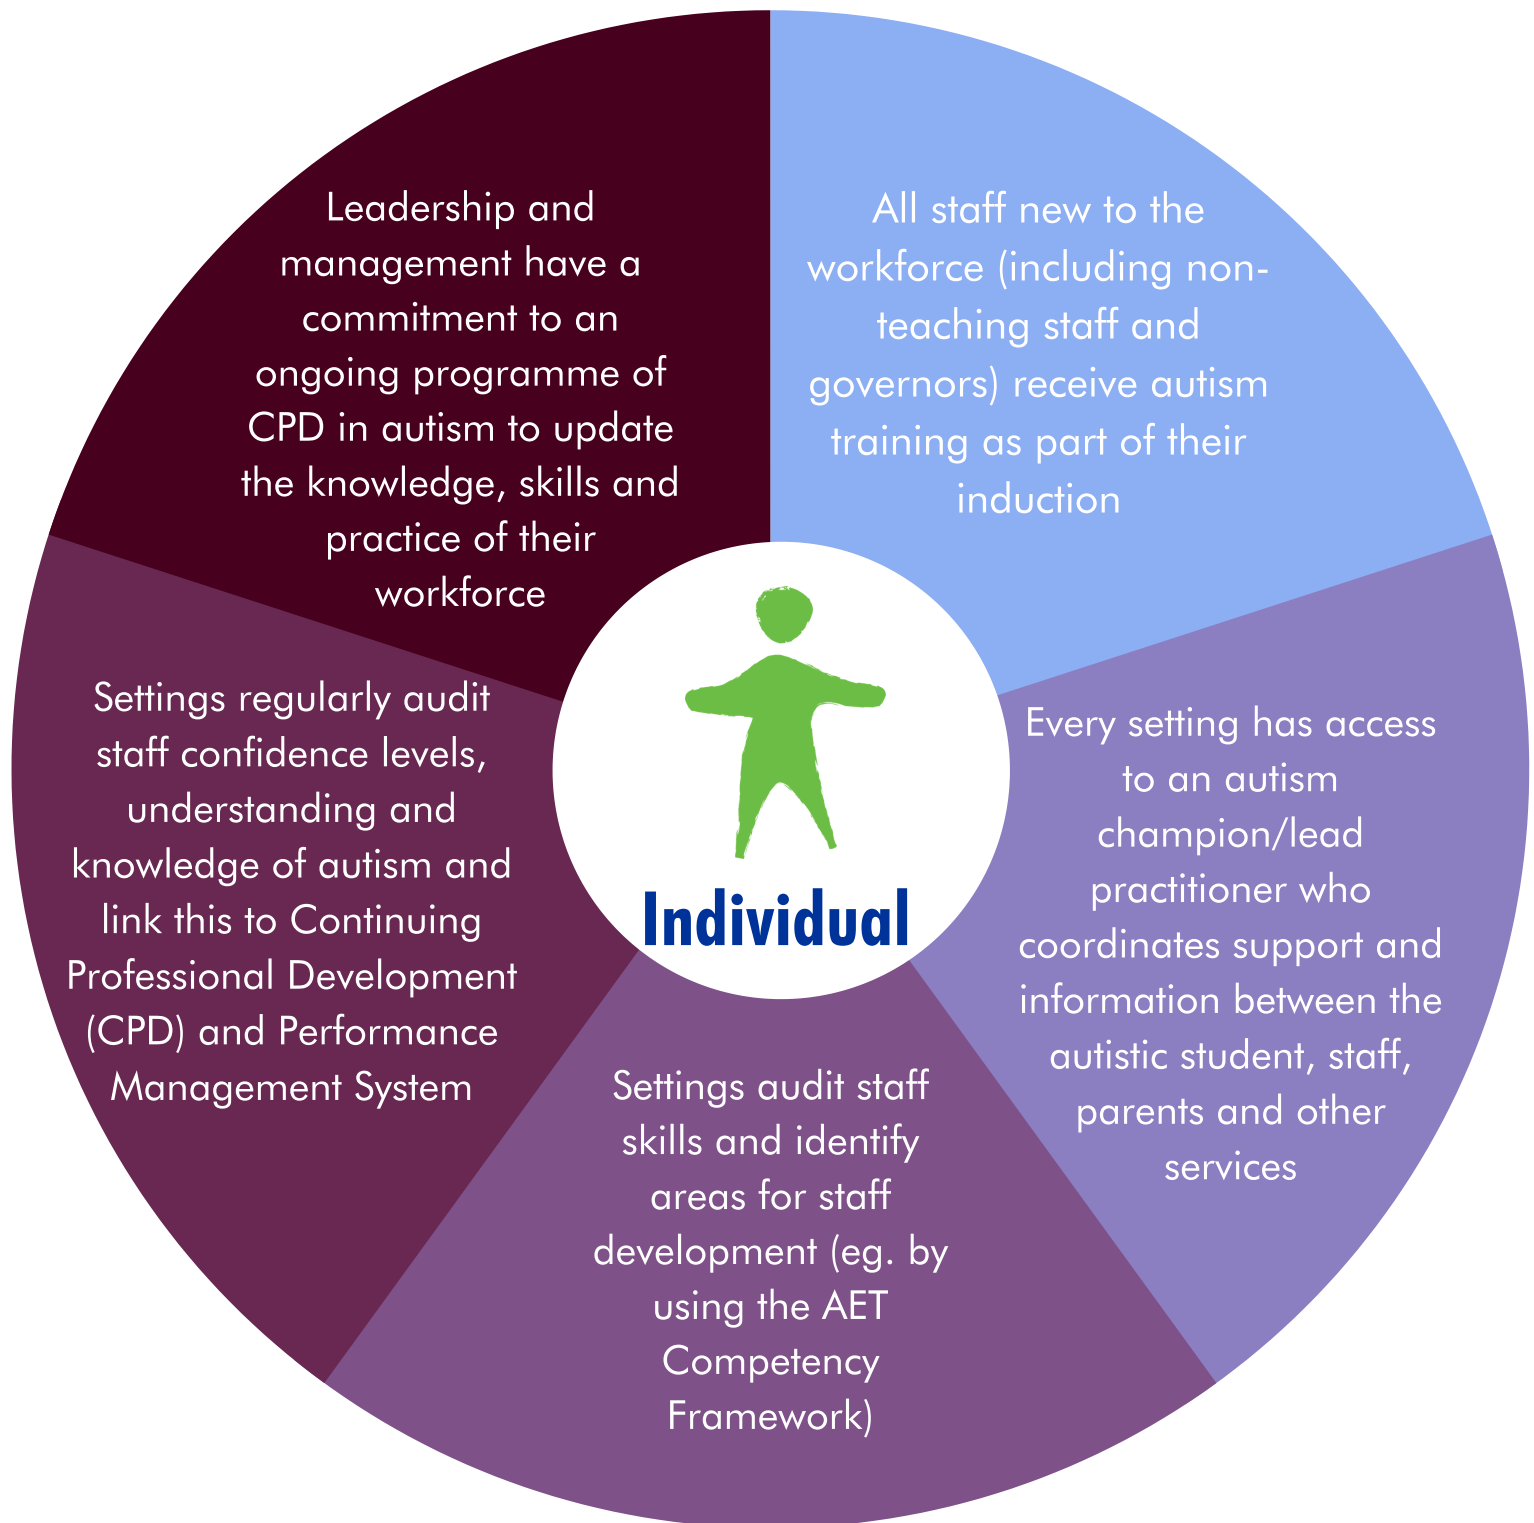 Leadership and
management have a
commitment to an
ongoing programme of
CPD in autism to update
the knowledge, skills and
practice of their
workforce
All staff new to the
workforce (including non-
teaching staff and
governors) receive autism
training as part of their
induction
Every setting has access
to an autism
champion/lead
practitioner who
coordinates support and
information between the
autistic student, staff,
parents and other
services
Settings audit staff
skills and identify
areas for staff
development (eg. by
using the AET
Competency
Framework)
Settings regularly audit
staff confidence levels,
understanding and
knowledge of autism and
link this to Continuing
Professional Development
(CPD) and Performance
Management System
Individual